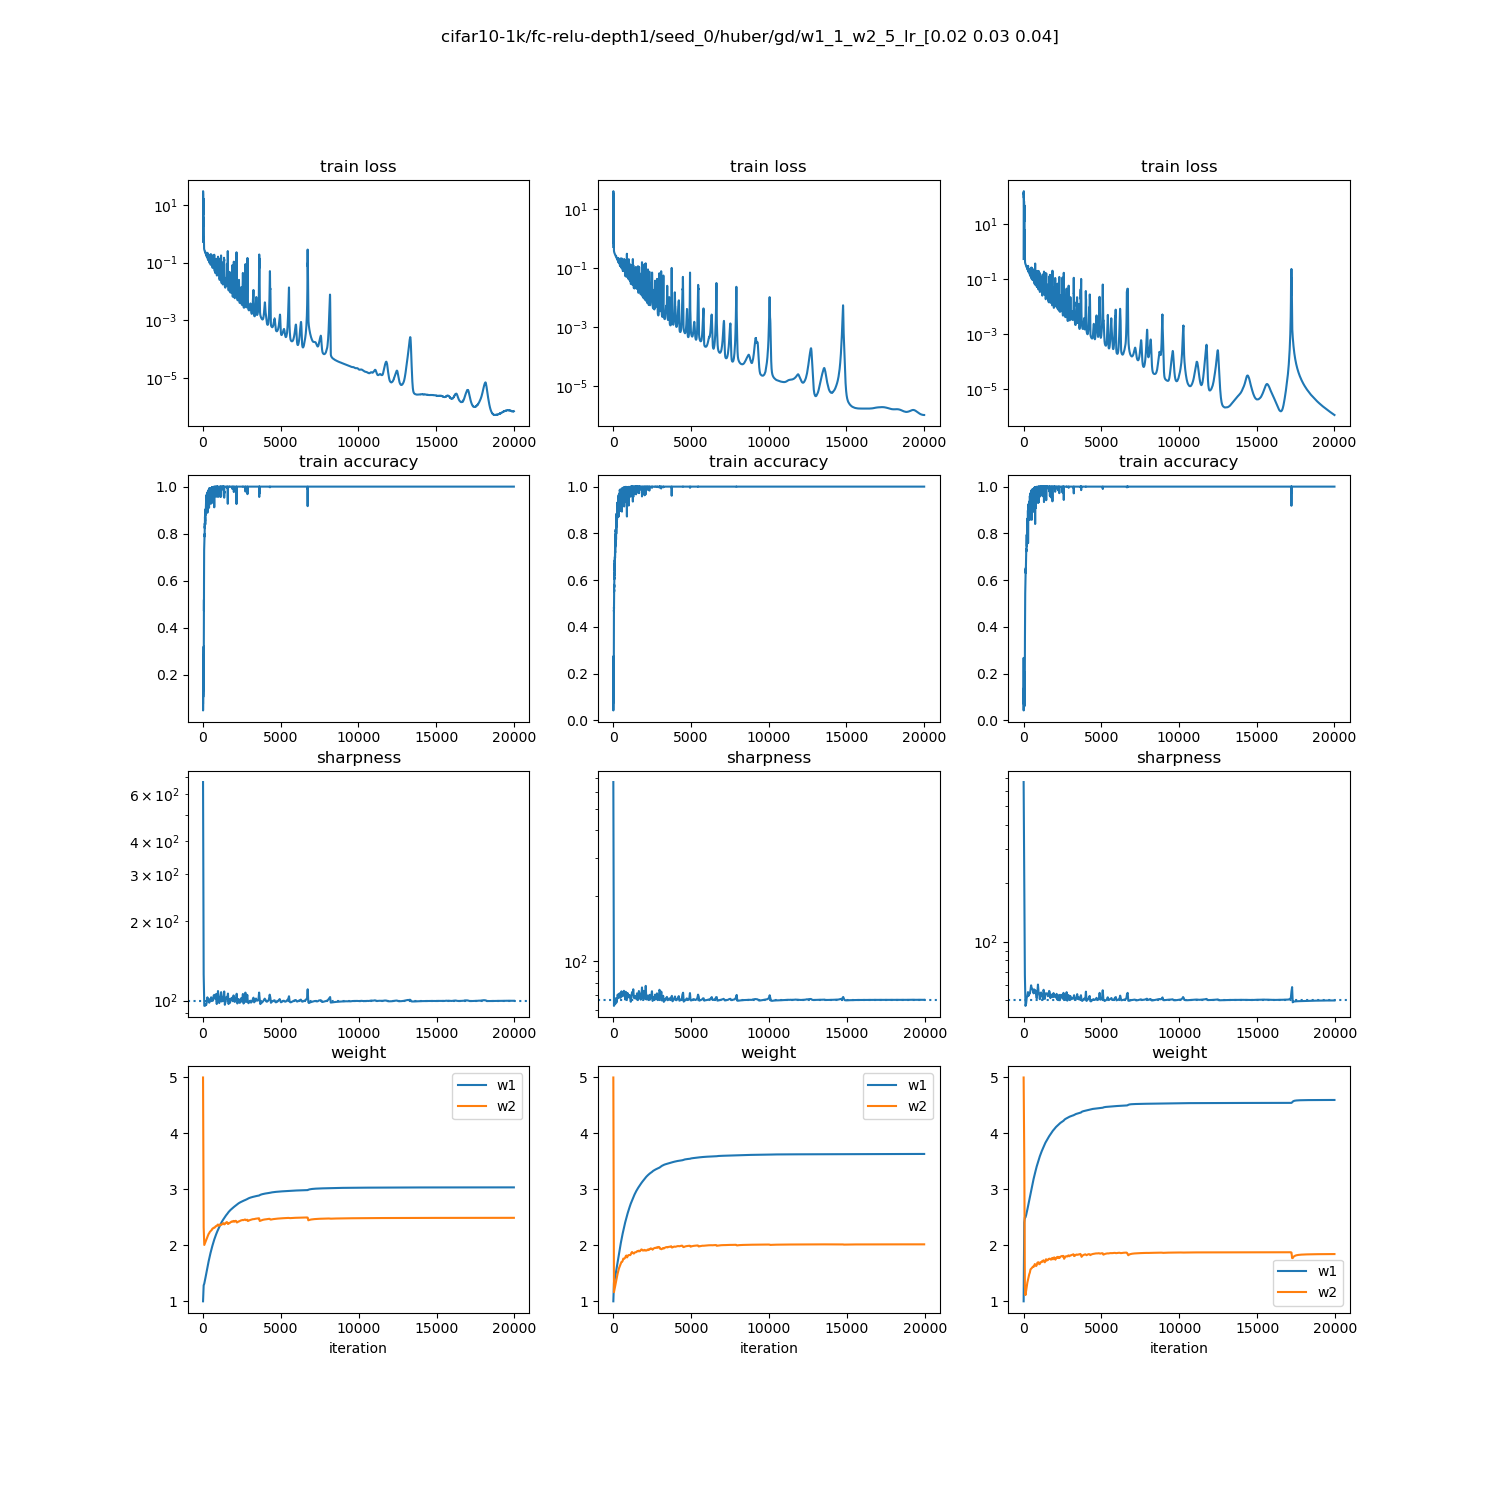 cifar10-1k/fc-relu-depth1/seed_0/huber/gd/w1_1_w2_5_lr_[0.02 0.03 0.04]
train loss train loss train loss
10^1 10^-1 10^-3 10^-5
10^1 10^-1 10^-3 10^-5
10^1 10^-1 10^-3 10^-5
0 5000 10000 15000 20000 0 5000 10000 15000 20000 0 5000 10000 15000 20000
train accuracy train accuracy train accuracy
1.0 0.8 0.6 0.4 0.2
1.0 0.8 0.6 0.4 0.2 0.0
1.0 0.8 0.6 0.4 0.2 0.0
0 5000 10000 15000 20000 0 5000 10000 15000 20000 0 5000 10000 15000 20000
sharpness sharpness sharpness
6 × 10^2 4 × 10^2 3 × 10^2 2 × 10^2 10^2
10^2
10^2
0 5000 10000 15000 20000 0 5000 10000 15000 20000 0 5000 10000 15000 20000
weight weight weight
5 4 3 2 1
w1
w2
5 4 3 2 1
w1
w2
5 4 3 2 1
w1
w2
0 5000 10000 15000 20000 0 5000 10000 15000 20000 0 5000 10000 15000 20000
iteration iteration iteration